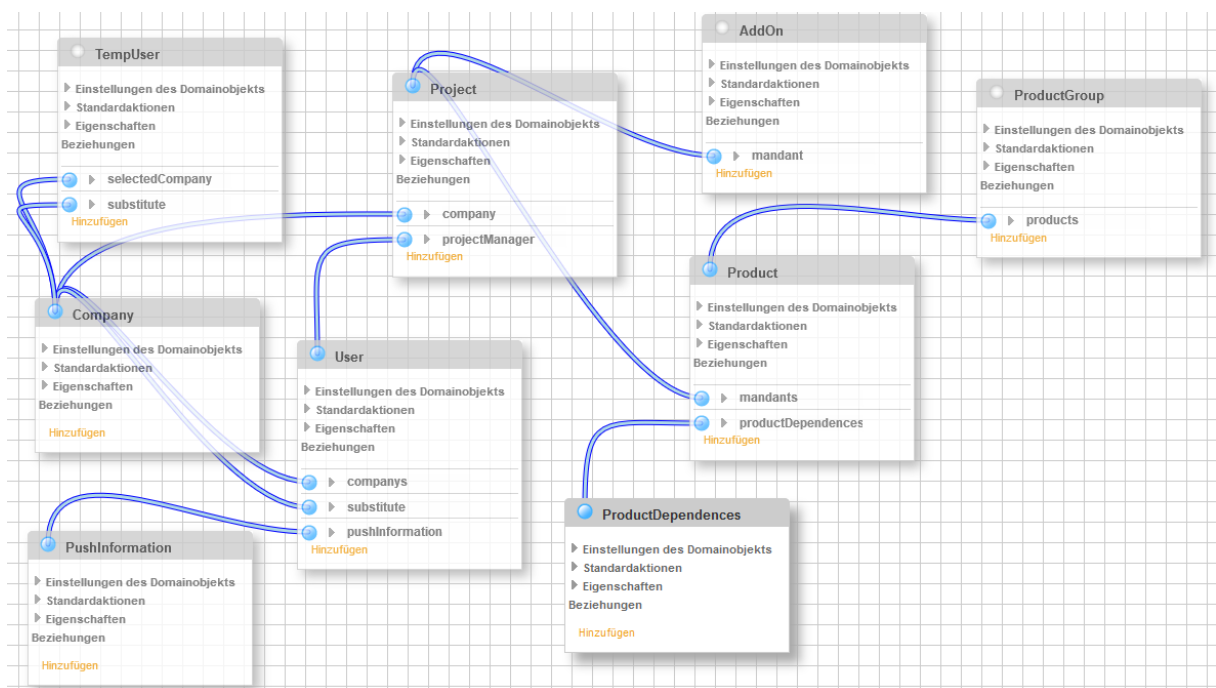 TempUser
Einstellungen des Domainobjekts
Standardaktionen
Eigenschaften
Beziehungen
selectedCompany
substitute
Hinzufügen
Project
Einstellungen des Domainobjekts
Standardaktionen
Eigenschaften
Beziehungen
company
projectManager
Hinzufügen
AddOn
Einstellungen des Domainobjekts
Standardaktionen
Eigenschaften
Beziehungen
mandant
Hinzufügen
ProductGroup
Einstellungen des Domainobjekts
Standardaktionen
Eigenschaften
Beziehungen
products
Hinzufügen
Company
Einstellungen des Domainobjekts
Standardaktionen
Eigenschaften
Beziehungen
Hinzufügen
User
Einstellungen des Domainobjekts
Standardaktionen
Eigenschaften
Beziehungen
companys
substitute
pushInformation
Hinzufügen
Product
Einstellungen des Domainobjekts
Standardaktionen
Eigenschaften
Beziehungen
mandants
productDependences
Hinzufügen
PushInformation
Einstellungen des Domainobjekts
Standardaktionen
Eigenschaften
Beziehungen
Hinzufügen
ProductDependences
Einstellungen des Domainobjekts
Standardaktionen
Eigenschaften
Beziehungen
Hinzufügen